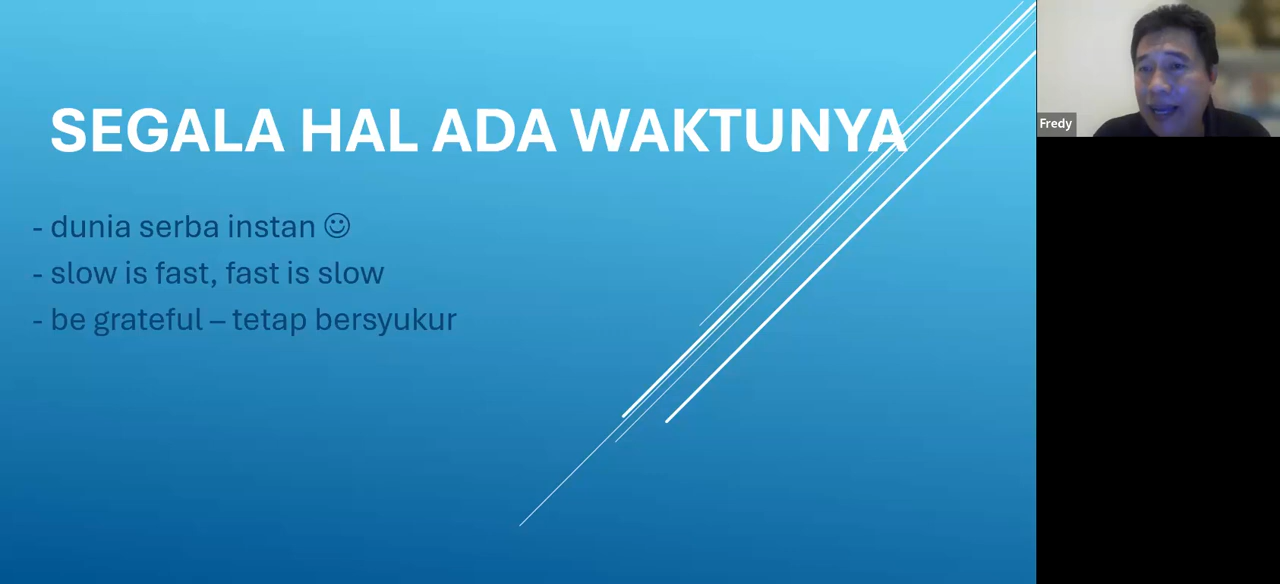 SEGALA HAL ADA WAKTUNYA
- dunia serba instan ☺
- slow is fast, fast is slow
- be grateful – tetap bersyukur
Fredy